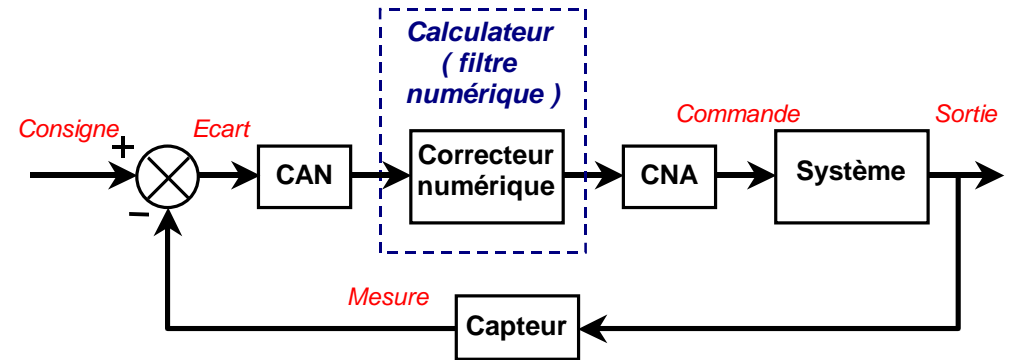 Calculateur
( filtre
numérique )
Consigne
+
Ecart
Commande
Sortie
CAN
Correcteur
numérique
CNA
Système
−
Mesure
Capteur